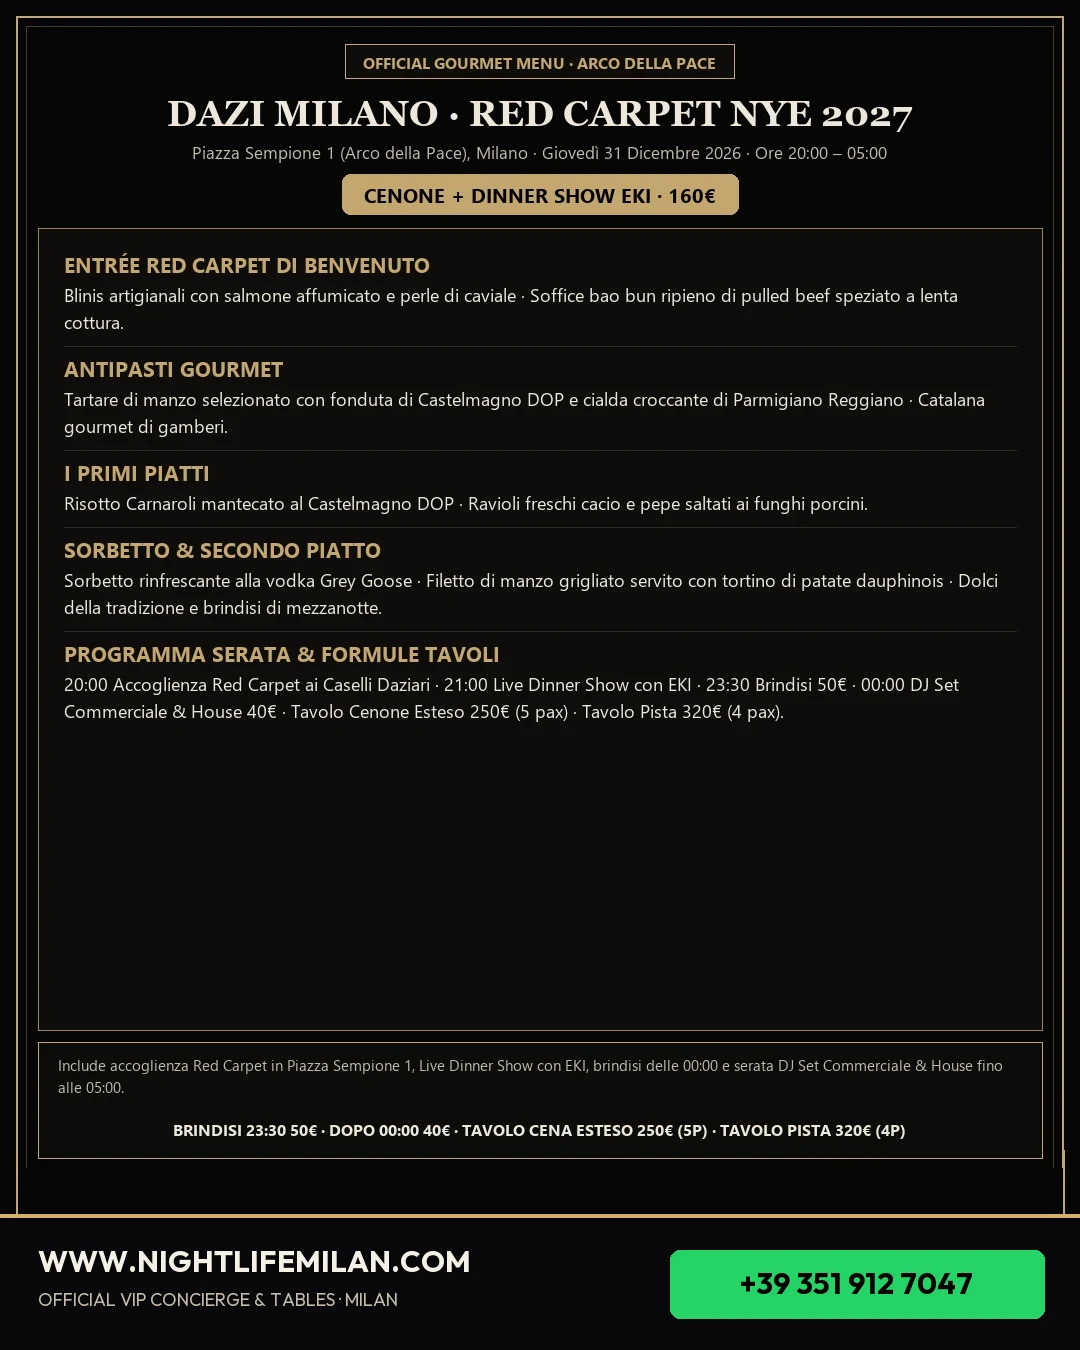 OFFICIAL GOURMET MENU · ARCO DELLA PACE
DAZI MILANO · RED CARPET NYE 2027
Piazza Sempione 1 (Arco della Pace), Milano · Giovedì 31 Dicembre 2026 · Ore 20:00 – 05:00
CENONE + DINNER SHOW EKI · 160€
ENTRÉE RED CARPET DI BENVENUTO
Blinis artigianali con salmone affumicato e perle di caviale · Soffice bao bun ripieno di pulled beef speziato a lenta
cottura.
ANTIPASTI GOURMET
Tartare di manzo selezionato con fonduta di Castelmagno DOP e cialda croccante di Parmigiano Reggiano · Catalana
gourmet di gamberi.
I PRIMI PIATTI
Risotto Carnaroli mantecato al Castelmagno DOP · Ravioli freschi cacio e pepe saltati ai funghi porcini.
SORBETTO & SECONDO PIATTO
Sorbetto rinfrescante alla vodka Grey Goose · Filetto di manzo grigliato servito con tortino di patate dauphinois · Dolci
della tradizione e brindisi di mezzanotte.
PROGRAMMA SERATA & FORMULE TAVOLI
20:00 Accoglienza Red Carpet ai Caselli Daziari · 21:00 Live Dinner Show con EKI · 23:30 Brindisi 50€ · 00:00 DJ Set
Commerciale & House 40€ · Tavolo Cenone Esteso 250€ (5 pax) · Tavolo Pista 320€ (4 pax).
Include accoglienza Red Carpet in Piazza Sempione 1, Live Dinner Show con EKI, brindisi delle 00:00 e serata DJ Set Commerciale & House fino
alle 05:00.
BRINDISI 23:30 50€ · DOPO 00:00 40€ · TAVOLO CENA ESTESO 250€ (5P) · TAVOLO PISTA 320€ (4P)
WWW.NIGHTLIFEMILAN.COM
OFFICIAL VIP CONCIERGE & TABLES · MILAN
+39 351 912 7047